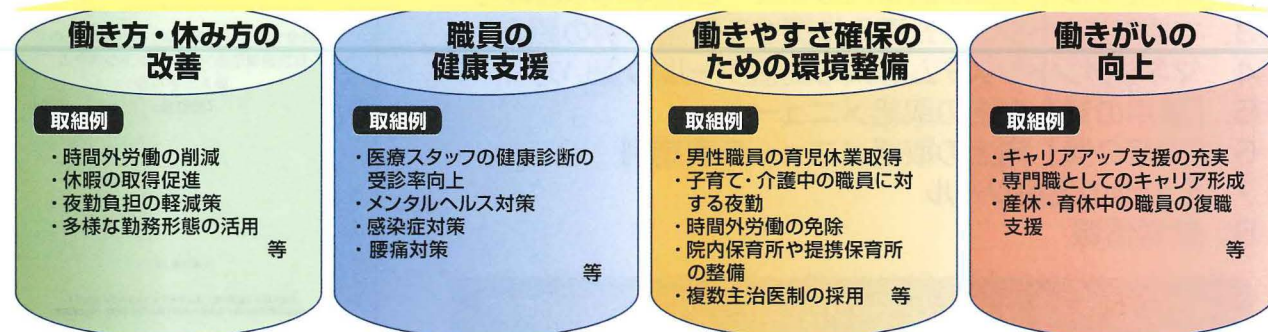 働き方・休み方の
改善
取組例
・時間外労働の削減
・休暇の取得促進
・夜勤負担の軽減策
・多様な勤務形態の活用
等
職員の
健康支援
取組例
・医療スタッフの健康診断の
受診率向上
・メンタルヘルス対策
・感染症対策
・腰痛対策
等
働きやすさ確保の
ための環境整備
取組例
・男性職員の育児休業取得
・子育て・介護中の職員に対
する夜勤
・時間外労働の免除
・院内保育所や提携保育所
の整備
・複数主治医制の採用 等
働きがいの
向上
取組例
・キャリアアップ支援の充実
・専門職としてのキャリア形成
・産休・育休中の職員の復職
支援
等